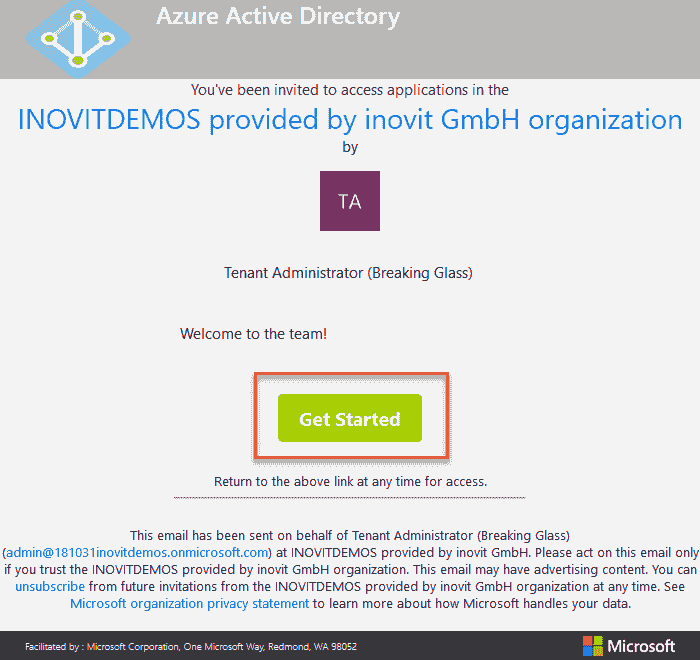 Azure Active Directory
You've been invited to access applications in the
INOVITDEMOS provided by inovit GmbH organization
by
TA
Tenant Administrator (Breaking Glass)
Welcome to the team!
Get Started
Return to the above link at any time for access.
This email has been sent on behalf of Tenant Administrator (Breaking Glass)
(admin@181031inovitdemos.onmicrosoft.com) at INOVITDEMOS provided by inovit GmbH. Please act on this email only
if you trust the INOVITDEMOS provided by inovit GmbH organization. This email may have advertising content. You can
unsubscribe from future invitations from the INOVITDEMOS provided by inovit GmbH organization at any time. See
Microsoft organization privacy statement to learn more about how Microsoft handles your data.
Facilitated by : Microsoft Corporation, One Microsoft Way, Redmond, WA 98052
Microsoft